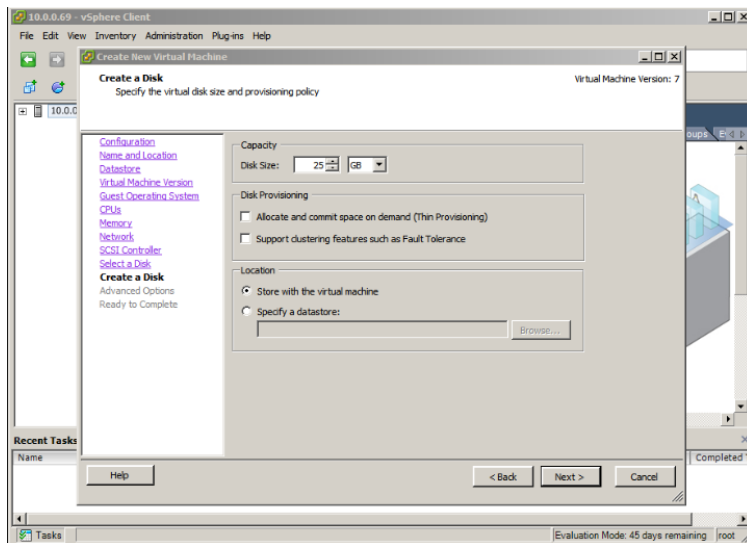 10.0.0.69 - vSphere Client
File Edit View Inventory Administration Plug-ins Help
Create New Virtual Machine
Create a Disk
Specify the virtual disk size and provisioning policy
Virtual Machine Version: 7
10.0.0
oups
Configuration
Name and Location
Datastore
Virtual Machine Version
Guest Operating System
CPUs
Memory
Network
SCSI Controller
Select a Disk
Create a Disk
Advanced Options
Ready to Complete
Capacity
Disk Size: 25 GB
Disk Provisioning
Allocate and commit space on demand (Thin Provisioning)
Support clustering features such as Fault Tolerance
Location
Store with the virtual machine
Specify a datastore:
Browse...
Recent Tasks
Name
Completed
Help
< Back
Next >
Cancel
Tasks
Evaluation Mode: 45 days remaining
root